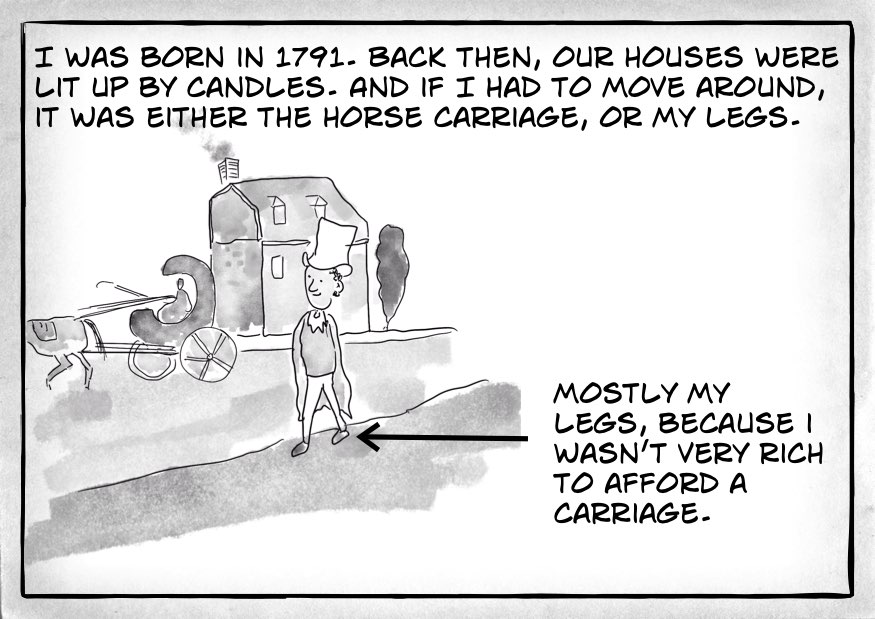 I WAS BORN IN 1791. BACK THEN, OUR HOUSES WERE
LIT UP BY CANDLES. AND IF I HAD TO MOVE AROUND,
IT WAS EITHER THE HORSE CARRIAGE, OR MY LEGS.
MOSTLY MY
LEGS, BECAUSE I
WASN'T VERY RICH
TO AFFORD A
CARRIAGE.